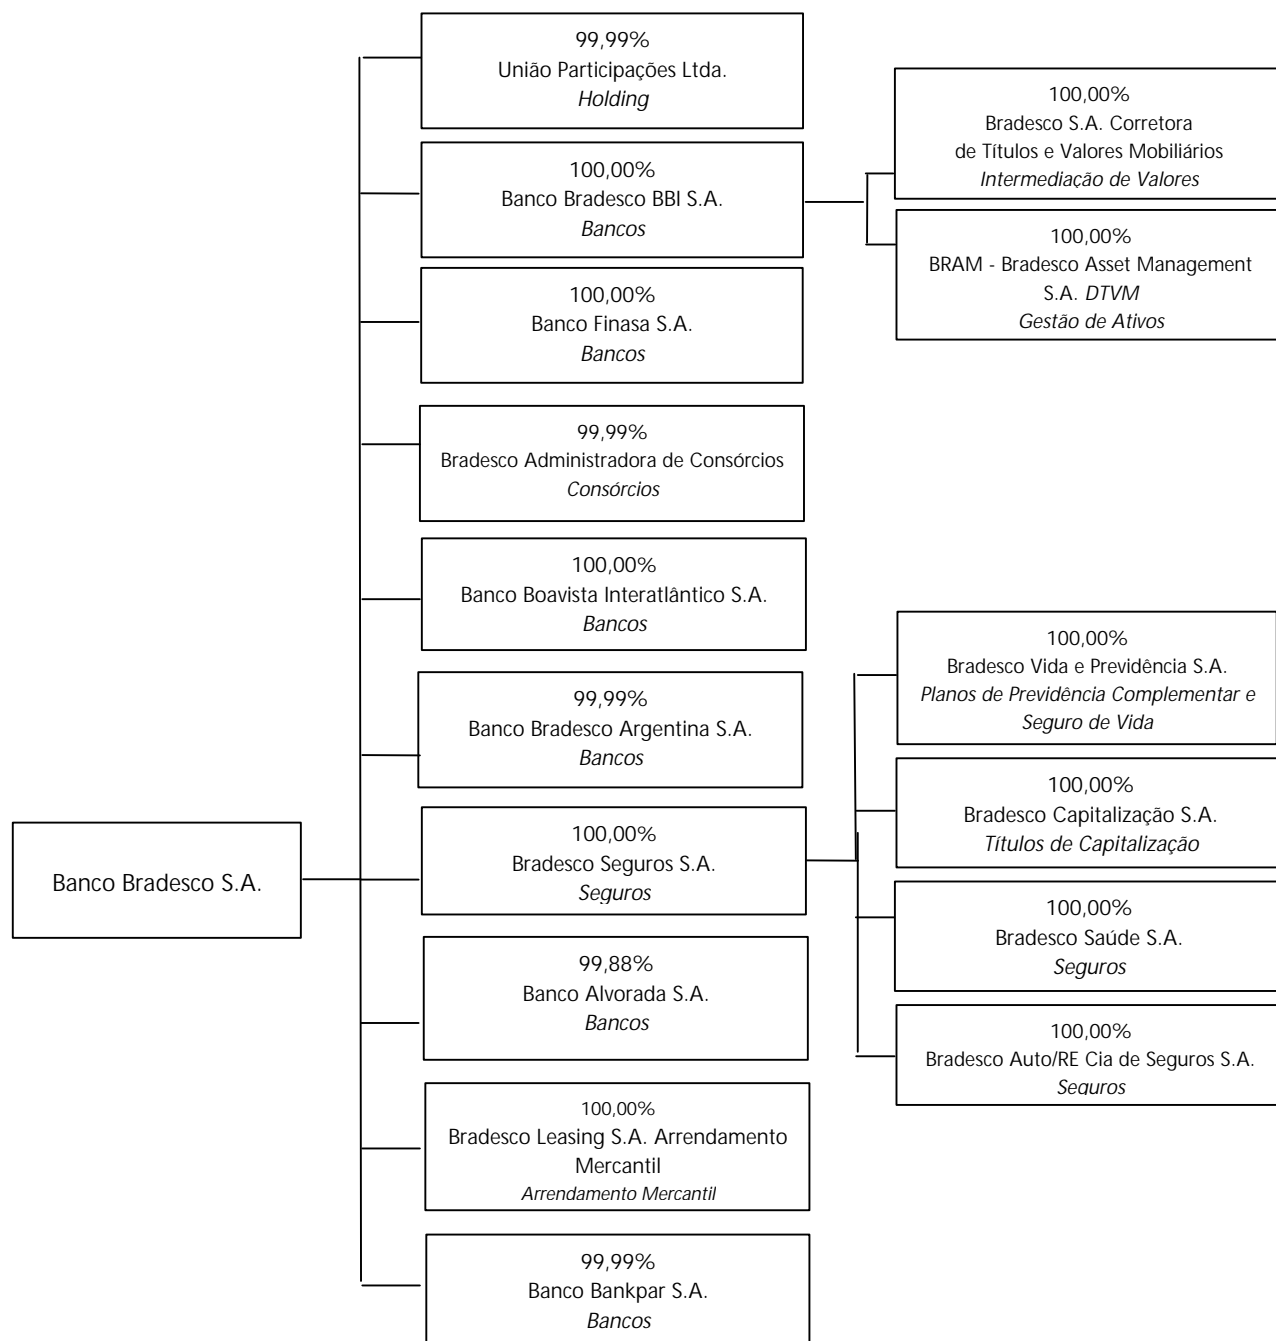 Banco Bradesco S.A.
99,99%
União Participações Ltda.
Holding
100,00%
Banco Bradesco BBI S.A.
Bancos
100,00%
Bradesco S.A. Corretora
de Títulos e Valores Mobiliários
Intermediação de Valores
100,00%
BRAM - Bradesco Asset Management
S.A. DTVM
Gestão de Ativos
100,00%
Banco Finasa S.A.
Bancos
99,99%
Bradesco Administradora de Consórcios
Consórcios
100,00%
Banco Boavista Interatlântico S.A.
Bancos
99,99%
Banco Bradesco Argentina S.A.
Bancos
100,00%
Bradesco Seguros S.A.
Seguros
100,00%
Bradesco Vida e Previdência S.A.
Planos de Previdência Complementar e
Seguro de Vida
100,00%
Bradesco Capitalização S.A.
Títulos de Capitalização
100,00%
Bradesco Saúde S.A.
Seguros
100,00%
Bradesco Auto/RE Cia de Seguros S.A.
Seguros
99,88%
Banco Alvorada S.A.
Bancos
100,00%
Bradesco Leasing S.A. Arrendamento
Mercantil
Arrendamento Mercantil
99,99%
Banco Bankpar S.A.
Bancos